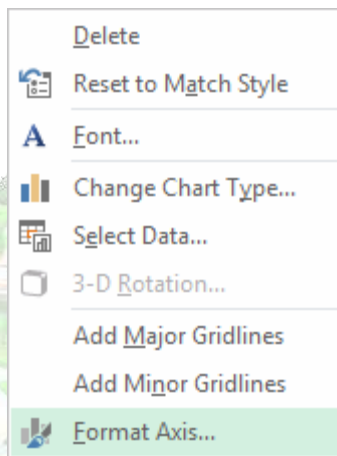 Delete
Reset to Match Style
Font...
Change Chart Type...
Select Data...
3-D Rotation...
Add Major Gridlines
Add Minor Gridlines
Format Axis...